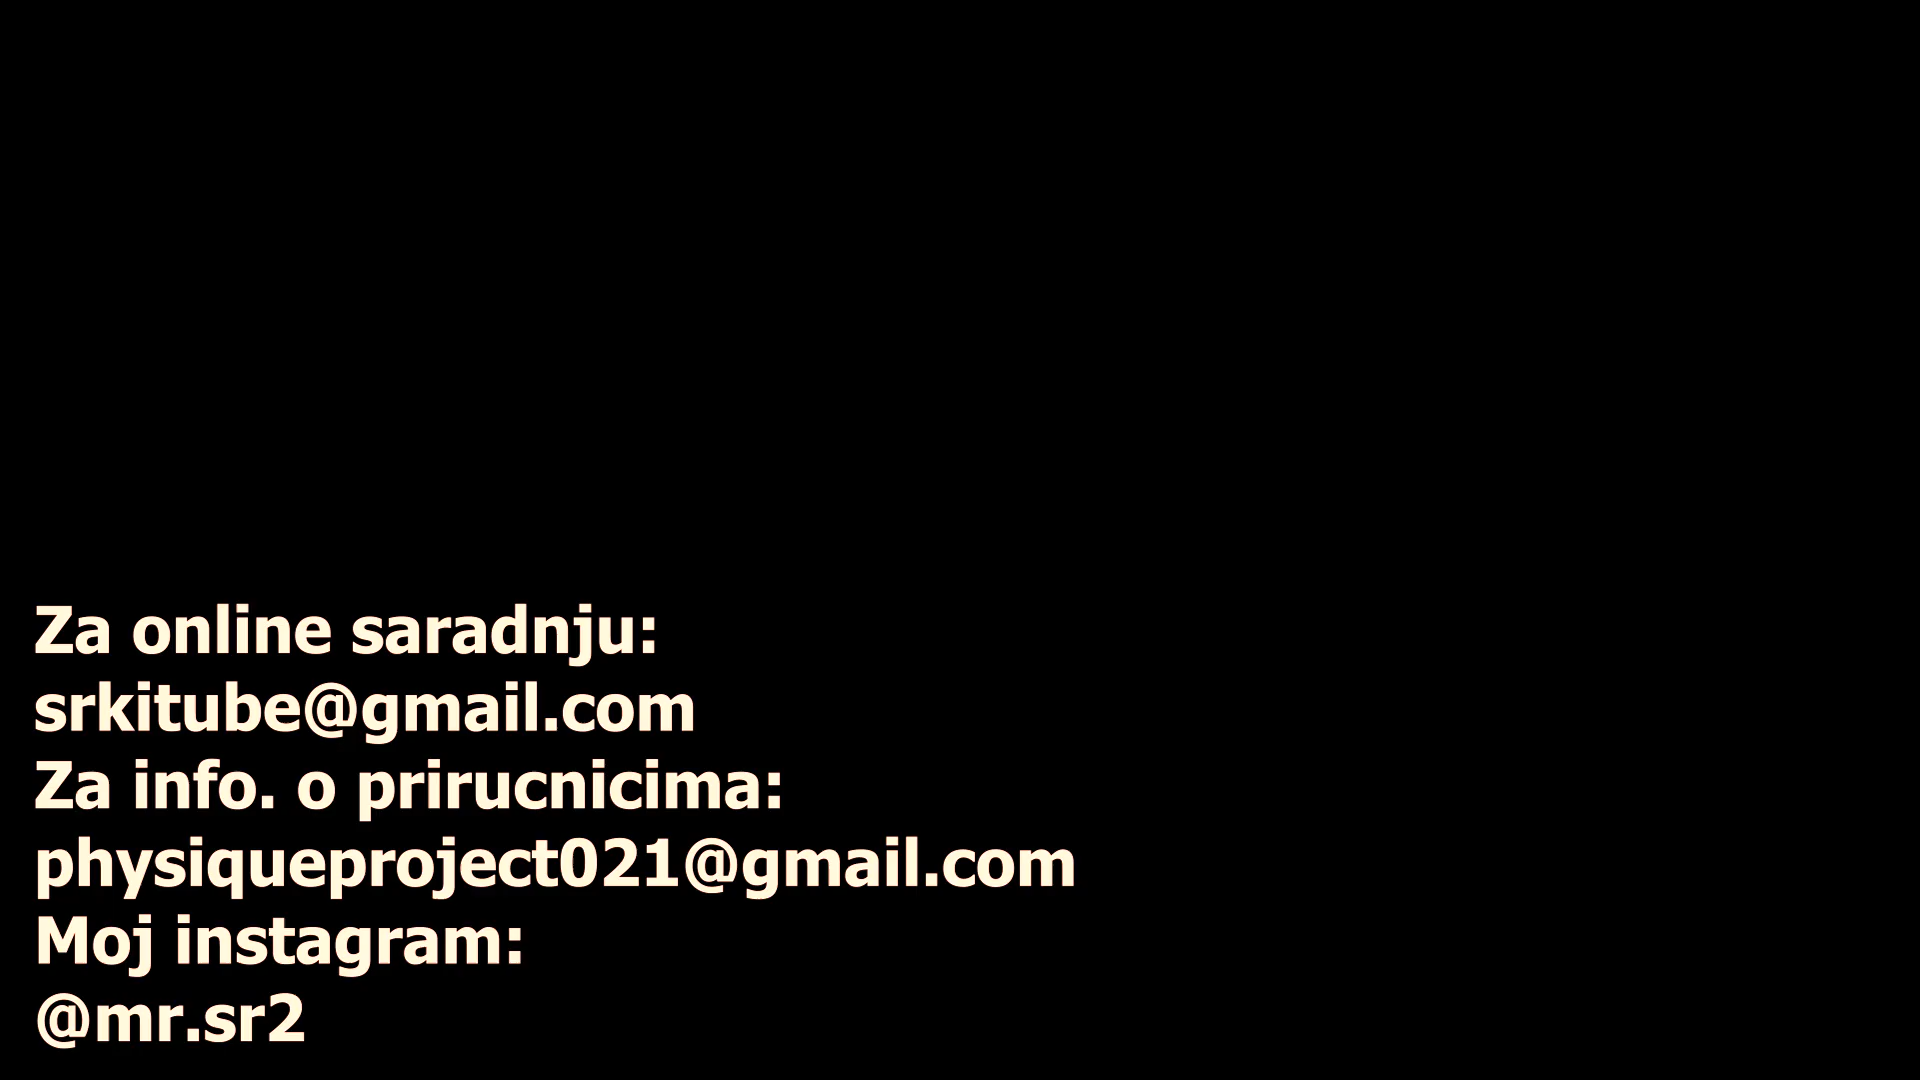 Za online saradnju:
srkitube@gmail.com
Za info. o prirucnicima:
physiqueproject021@gmail.com
Moj instagram:
@mr.sr2